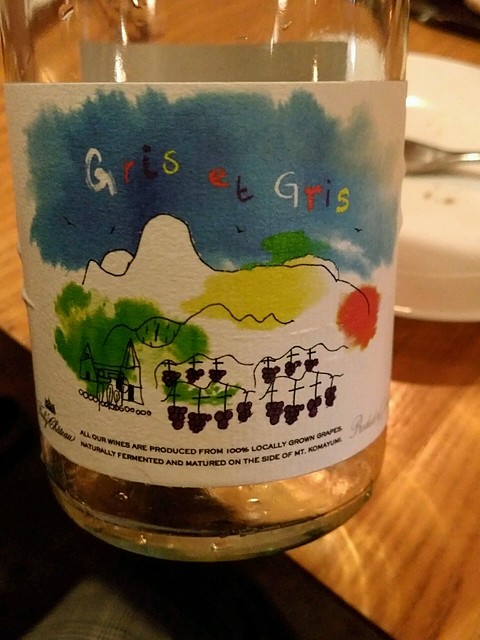 Gris et Gris
ALL OUR WINES ARE PRODUCED FROM 100% LOCALLY GROWN GRAPES.
NATURALLY FERMENTED AND MATURED ON THE SIDE OF MT. KOMAYUMI.